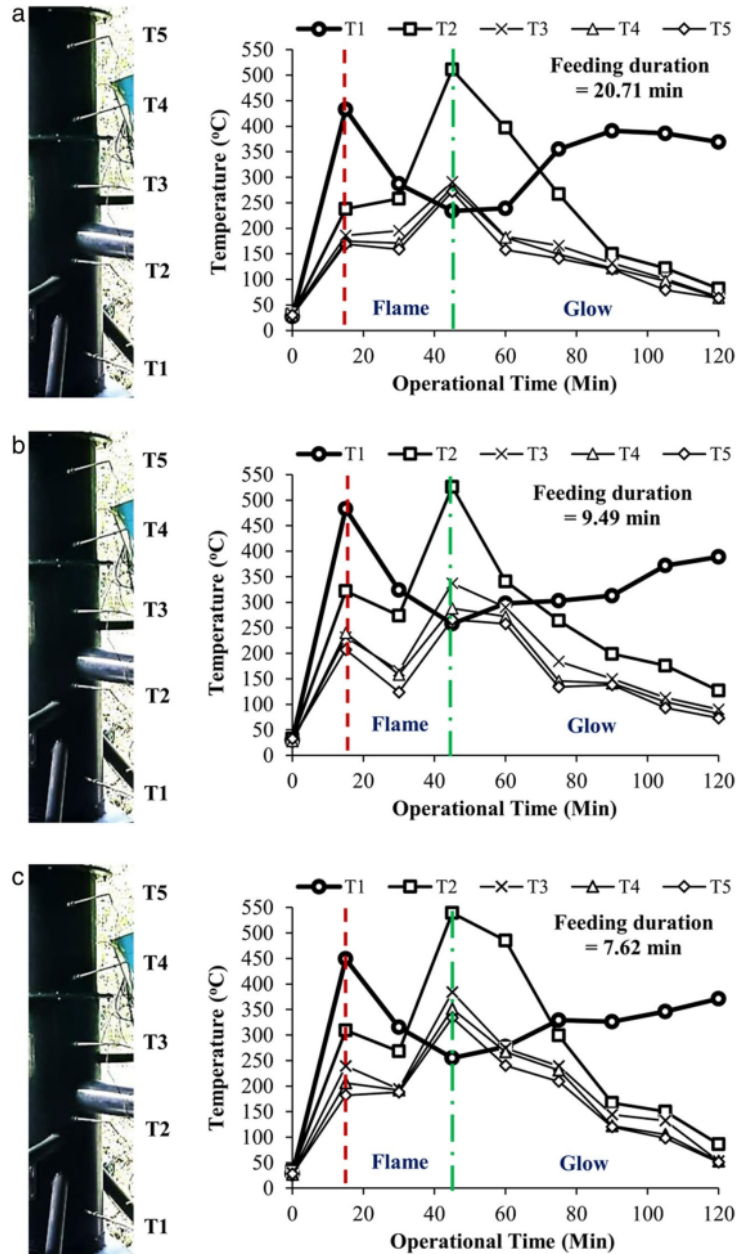 a
T5
T4
T3
T2
T1
T1 T2 T3 T4 T5
Feeding duration
= 20.71 min
Temperature (°C)
550
500
450
400
350
300
250
200
150
100
50
0
Flame Glow
0 20 40 60 80 100 120
Operational Time (Min)
b
T5
T4
T3
T2
T1
T1 T2 T3 T4 T5
Feeding duration
= 9.49 min
Temperature (°C)
550
500
450
400
350
300
250
200
150
100
50
0
Flame Glow
0 20 40 60 80 100 120
Operational Time (Min)
c
T5
T4
T3
T2
T1
T1 T2 T3 T4 T5
Feeding duration
= 7.62 min
Temperature (°C)
550
500
450
400
350
300
250
200
150
100
50
0
Flame Glow
0 20 40 60 80 100 120
Operational Time (Min)